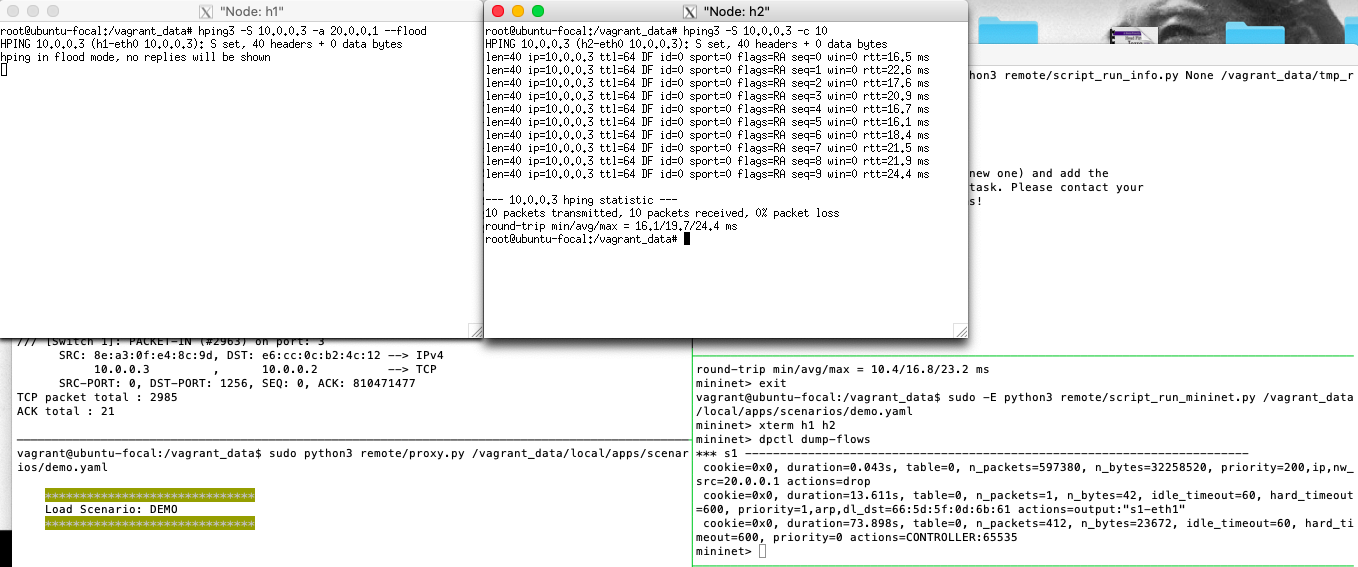 "Node: h1"
root@ubuntu-focal:/vagrant_data# hping3 -S 10.0.0.3 -a 20.0.0.1 --flood
HPING 10.0.0.3 (h1-eth0 10.0.0.3): S set, 40 headers + 0 data bytes
hping in flood mode, no replies will be shown
"Node: h2"
root@ubuntu-focal:/vagrant_data# hping3 -S 10.0.0.3 -c 10
HPING 10.0.0.3 (h2-eth0 10.0.0.3): S set, 40 headers + 0 data bytes
len=40 ip=10.0.0.3 ttl=64 DF id=0 sport=0 flags=RA seq=0 win=0 rtt=16.5 ms
len=40 ip=10.0.0.3 ttl=64 DF id=0 sport=0 flags=RA seq=1 win=0 rtt=22.6 ms
len=40 ip=10.0.0.3 ttl=64 DF id=0 sport=0 flags=RA seq=2 win=0 rtt=17.6 ms
len=40 ip=10.0.0.3 ttl=64 DF id=0 sport=0 flags=RA seq=3 win=0 rtt=20.9 ms
len=40 ip=10.0.0.3 ttl=64 DF id=0 sport=0 flags=RA seq=4 win=0 rtt=16.7 ms
len=40 ip=10.0.0.3 ttl=64 DF id=0 sport=0 flags=RA seq=5 win=0 rtt=16.1 ms
len=40 ip=10.0.0.3 ttl=64 DF id=0 sport=0 flags=RA seq=6 win=0 rtt=18.4 ms
len=40 ip=10.0.0.3 ttl=64 DF id=0 sport=0 flags=RA seq=7 win=0 rtt=21.5 ms
len=40 ip=10.0.0.3 ttl=64 DF id=0 sport=0 flags=RA seq=8 win=0 rtt=21.9 ms
len=40 ip=10.0.0.3 ttl=64 DF id=0 sport=0 flags=RA seq=9 win=0 rtt=24.4 ms
--- 10.0.0.3 hping statistic ---
10 packets transmitted, 10 packets received, 0% packet loss
round-trip min/avg/max = 16.1/19.7/24.4 ms
root@ubuntu-focal:/vagrant_data#
hon3 remote/script_run_info.py None /vagrant_data/tmp_r
new one) and add the
task. Please contact your
s!
/// [Switch 1]: PACKET-IN (#2963) on port: 3
SRC: 8e:a3:0f:e4:8c:9d, DST: e6:cc:0c:b2:4c:12 --> IPv4
10.0.0.3 , 10.0.0.2 --> TCP
SRC-PORT: 0, DST-PORT: 1256, SEQ: 0, ACK: 810471477
TCP packet total : 2985
ACK total : 21
vagrant@ubuntu-focal:/vagrant_data$ sudo python3 remote/proxy.py /vagrant_data/local/apps/scenar
ios/demo.yaml
******************************
Load Scenario: DEMO
******************************
round-trip min/avg/max = 10.4/16.8/23.2 ms
mininet> exit
vagrant@ubuntu-focal:/vagrant_data$ sudo -E python3 remote/script_run_mininet.py /vagrant_data
/local/apps/scenarios/demo.yaml
mininet> xterm h1 h2
mininet> dpctl dump-flows
*** s1 ------------------------------------------------------------------------
cookie=0x0, duration=0.043s, table=0, n_packets=597380, n_bytes=32258520, priority=200,ip,nw_
src=20.0.0.1 actions=drop
cookie=0x0, duration=13.611s, table=0, n_packets=1, n_bytes=42, idle_timeout=60, hard_timeout
=600, priority=1,arp,dl_dst=66:5d:5f:0d:6b:61 actions=output:"s1-eth1"
cookie=0x0, duration=73.898s, table=0, n_packets=412, n_bytes=23672, idle_timeout=60, hard_ti
meout=600, priority=0 actions=CONTROLLER:65535
mininet>